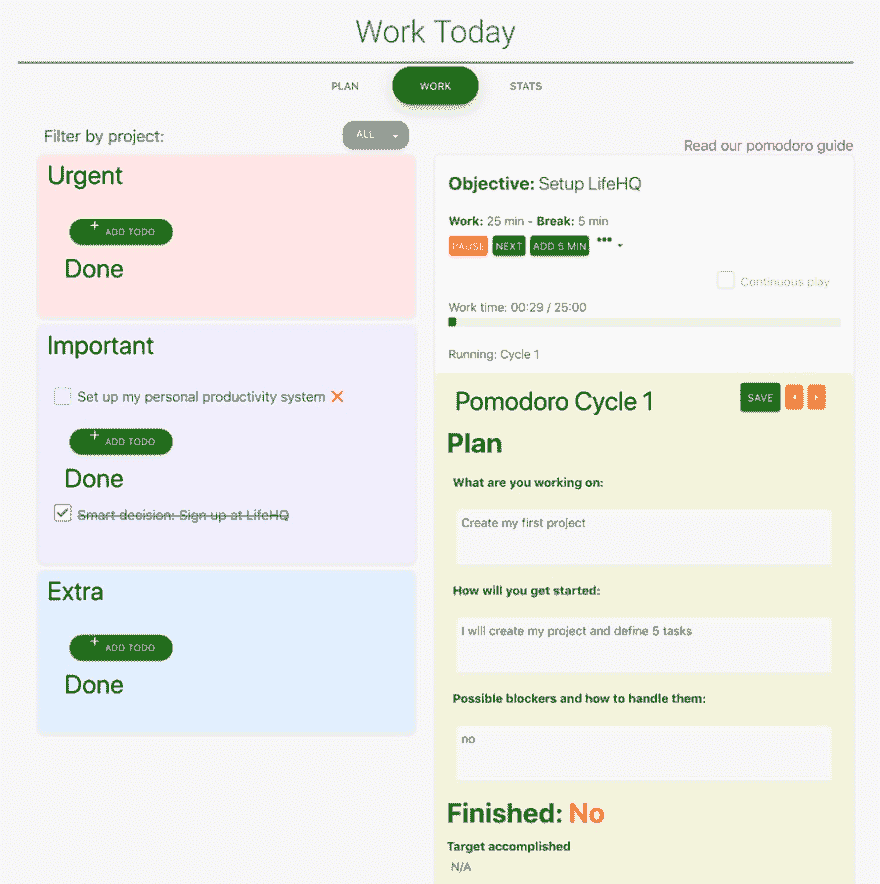 Work Today
PLAN WORK STATS
Filter by project: ALL
Urgent
+ ADD TODO
Done
Important
Set up my personal productivity system
+ ADD TODO
Done
Smart decision: Sign up at LifeHQ
Extra
+ ADD TODO
Done
Read our pomodoro guide
Objective: Setup LifeHQ
Work: 25 min - Break: 5 min
PAUSE NEXT ADD 5 MIN
Continuous play
Work time: 00:29 / 25:00
Running: Cycle 1
Pomodoro Cycle 1 SAVE
Plan
What are you working on:
Create my first project
How will you get started:
I will create my project and define 5 tasks
Possible blockers and how to handle them:
no
Finished: No
Target accomplished
N/A